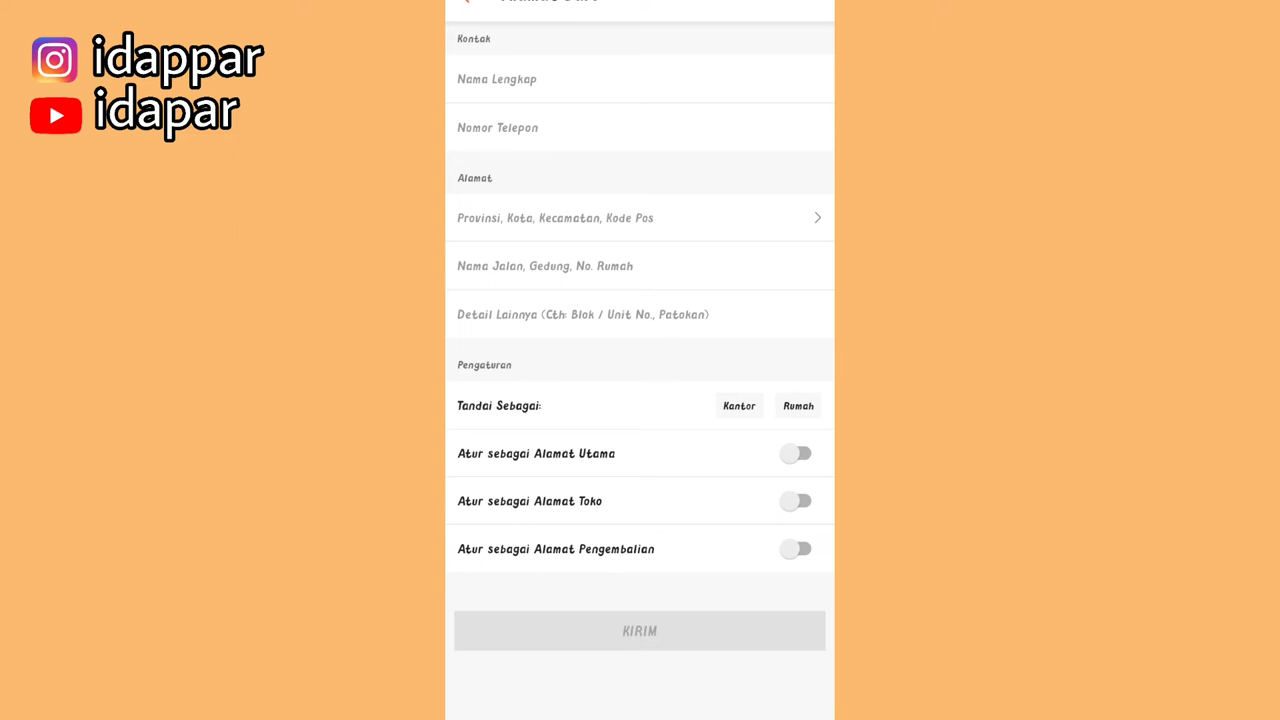 idappar
idapar
Kontak
Nama Lengkap
Nomor Telepon
Alamat
Provinsi, Kota, Kecamatan, Kode Pos
Nama Jalan, Gedung, No. Rumah
Detail Lainnya (Cth: Blok / Unit No., Patokan)
Pengaturan
Tandai Sebagai:
Kantor
Rumah
Atur sebagai Alamat Utama
Atur sebagai Alamat Toko
Atur sebagai Alamat Pengembalian
KIRIM